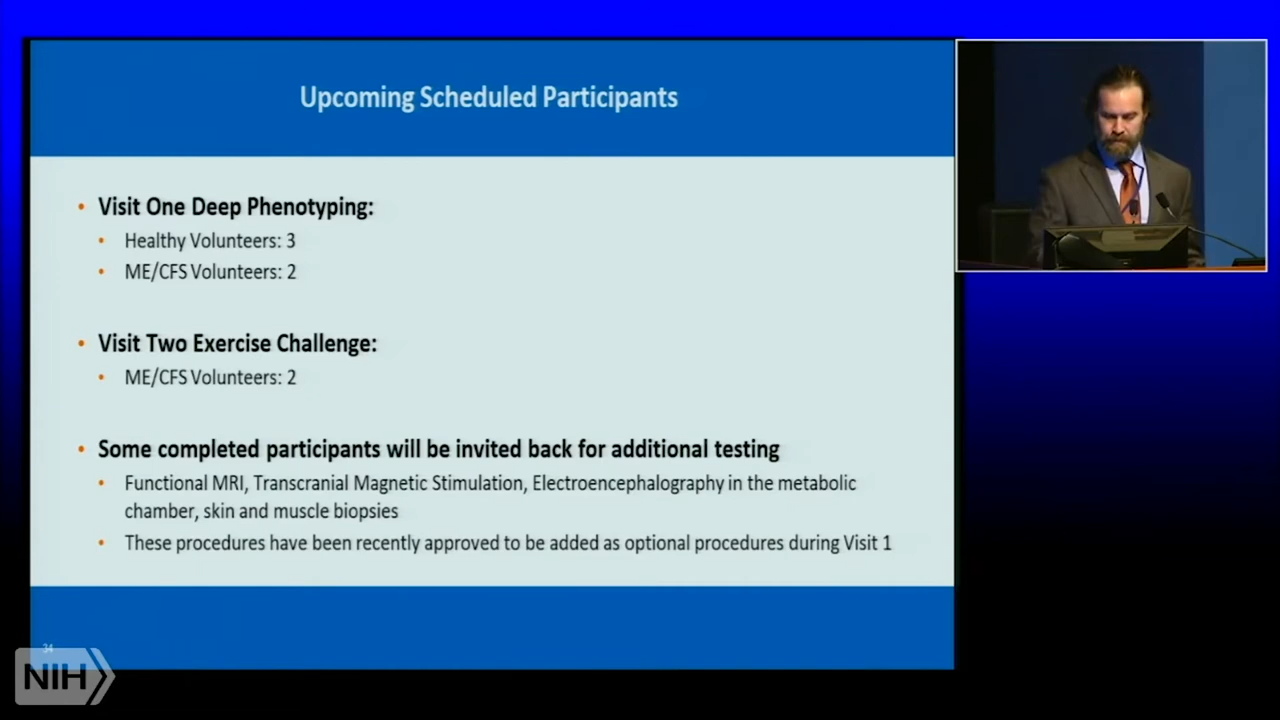 Upcoming Scheduled Participants
• Visit One Deep Phenotyping:
• Healthy Volunteers: 3
• ME/CFS Volunteers: 2
• Visit Two Exercise Challenge:
• ME/CFS Volunteers: 2
• Some completed participants will be invited back for additional testing
• Functional MRI, Transcranial Magnetic Stimulation, Electroencephalography in the metabolic
chamber, skin and muscle biopsies
• These procedures have been recently approved to be added as optional procedures during Visit 1
34
NIH